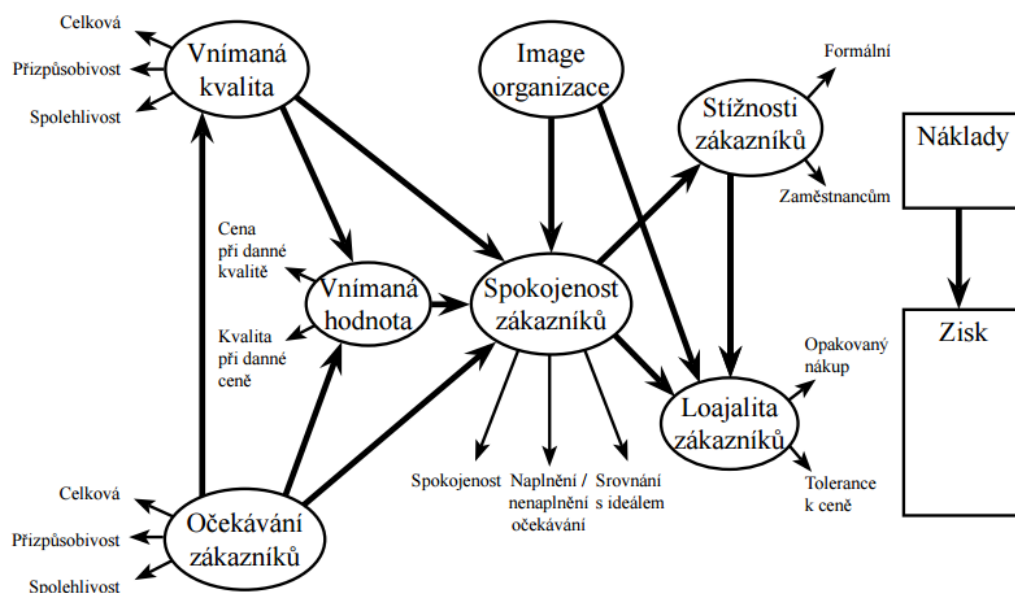 Celková
Přizpůsobivost
Spolehlivost
Vnímaná
kvalita
Image
organizace
Formální
Stížnosti
zákazníků
Zaměstnancům
Náklady
Cena
při danné
kvalitě
Kvalita
při danné
ceně
Vnímaná
hodnota
Spokojenost
zákazníků
Zisk
Opakovaný
nákup
Loajalita
zákazníků
Tolerance
k ceně
Spokojenost
Naplnění /
nenaplnění
očekávání
Srovnání
s ideálem
Celková
Přizpůsobivost
Spolehlivost
Očekávání
zákazníků